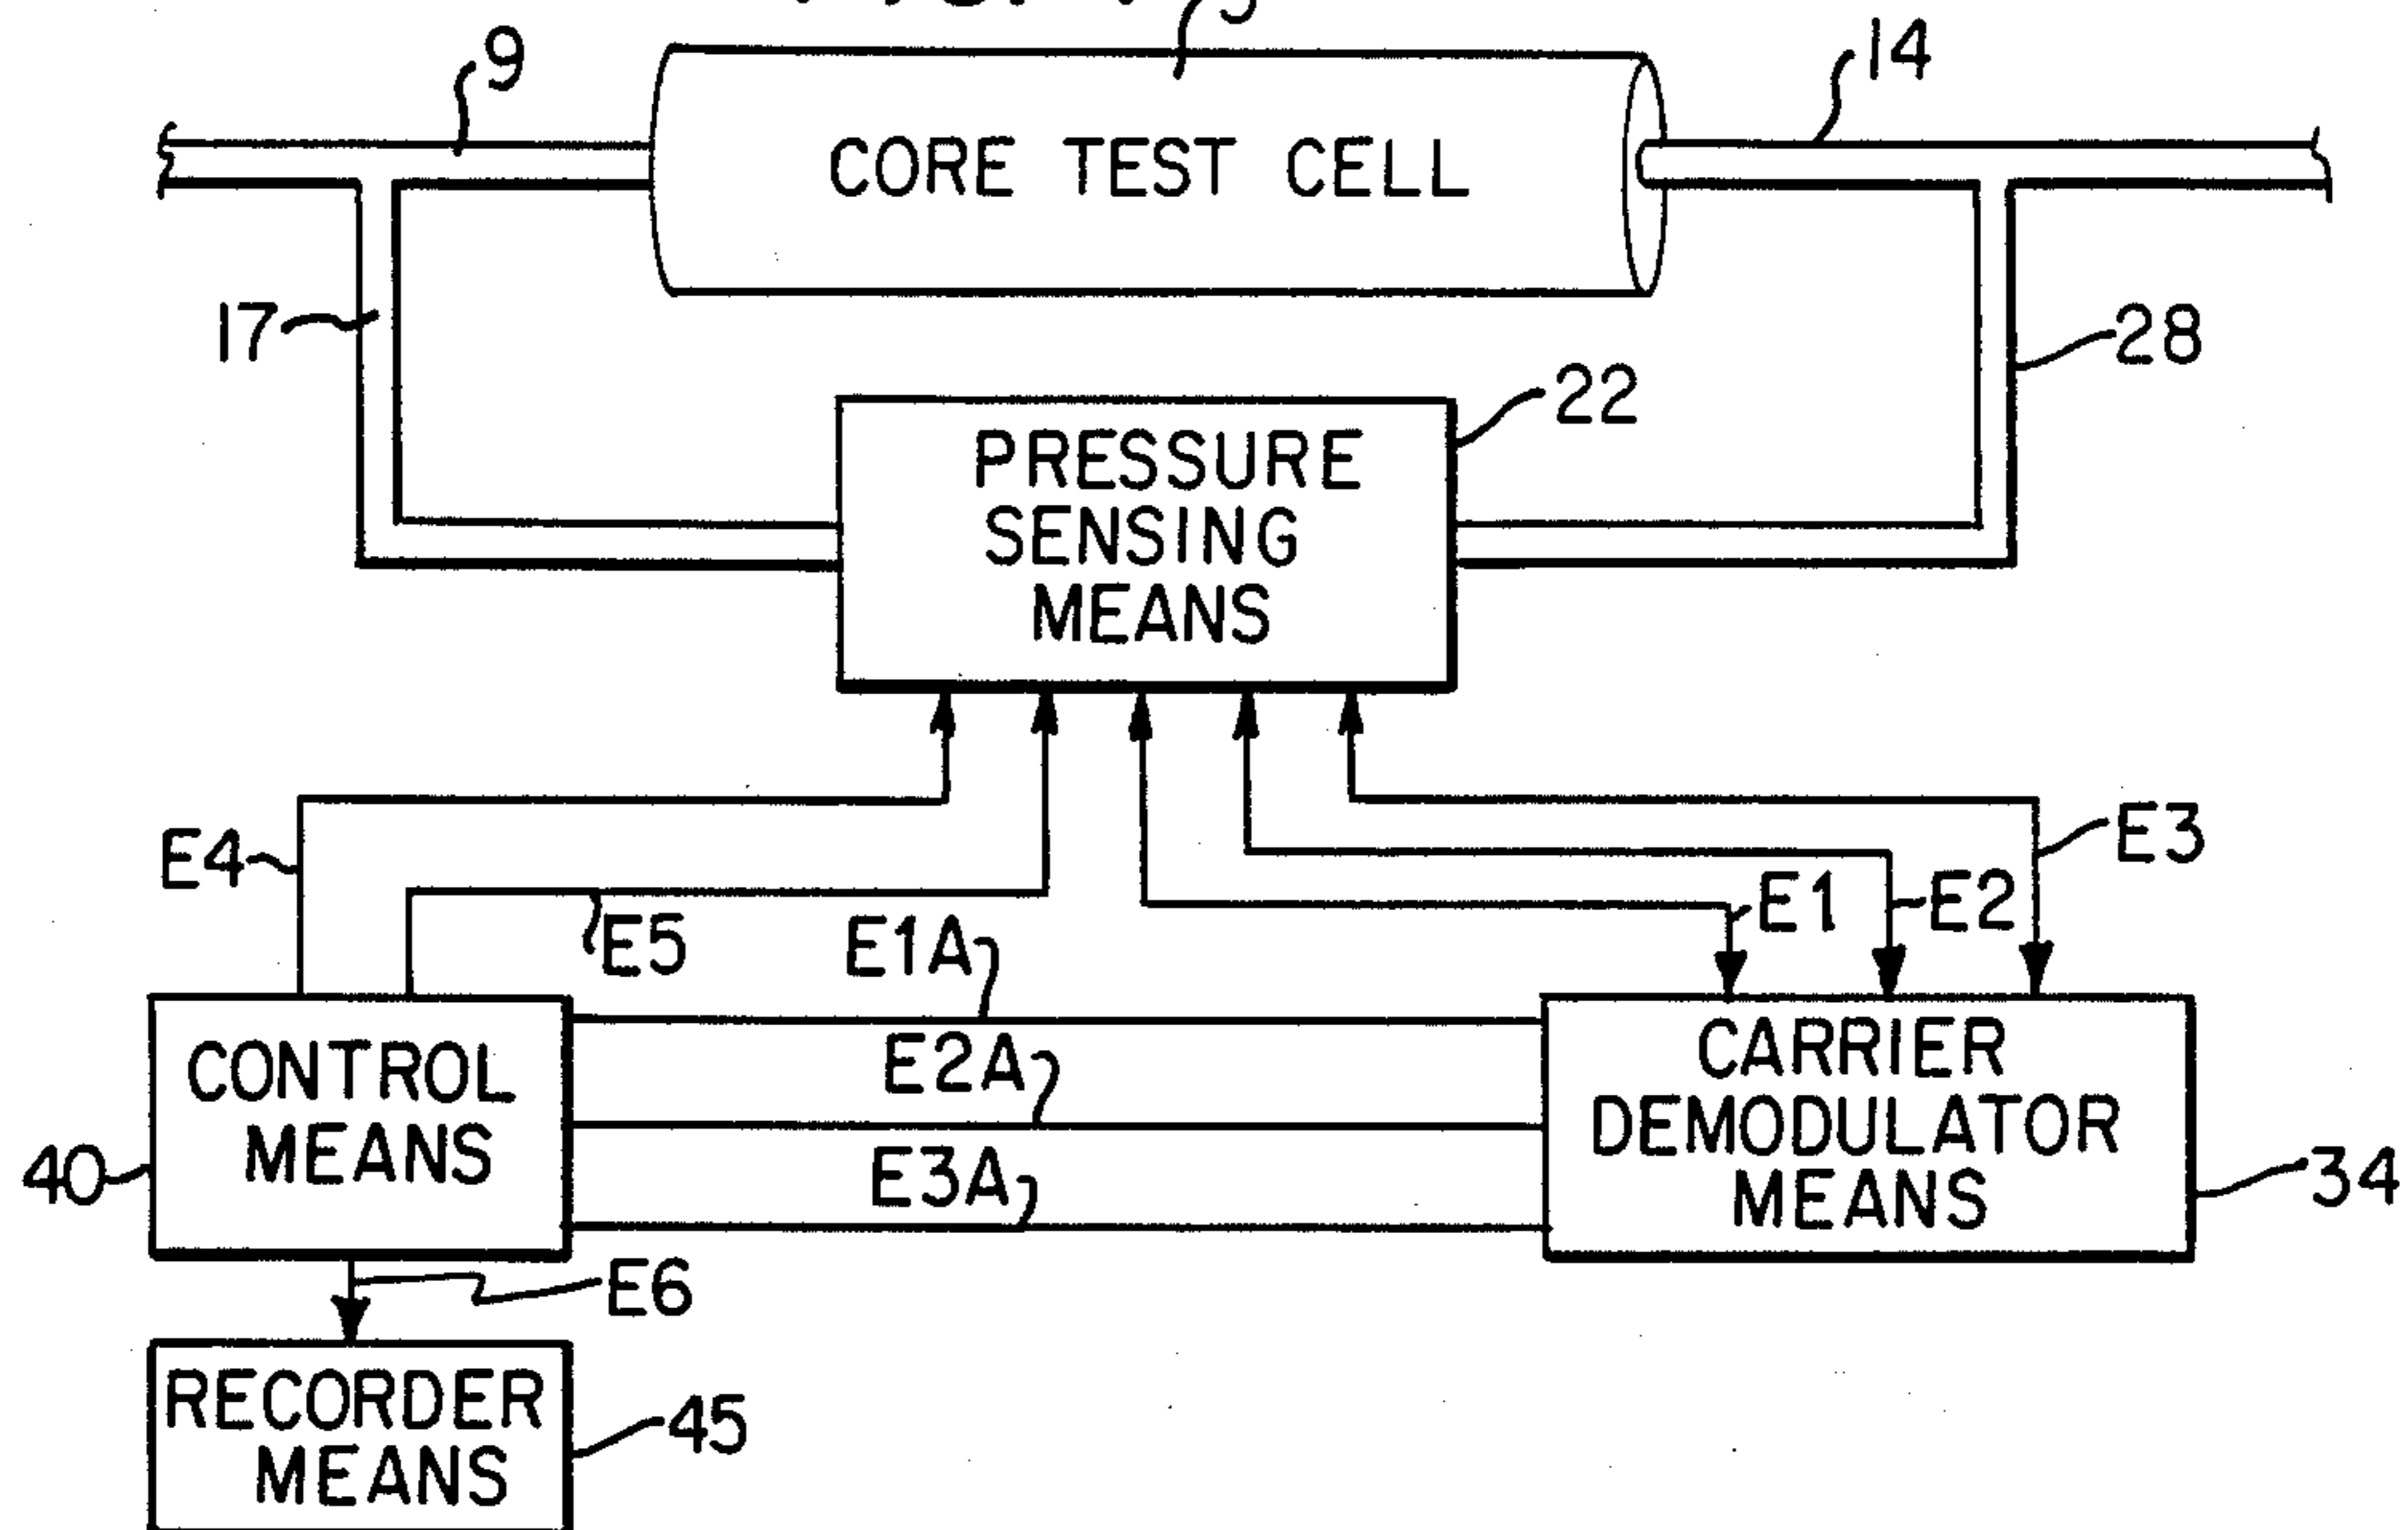 5
9
14
CORE TEST CELL
17
28
22
PRESSURE
SENSING
MEANS
E4
E3
E1
E2
E5
E1A
E2A
E3A
CONTROL
MEANS
CARRIER
DEMODULATOR
MEANS
40
34
E6
RECORDER
MEANS
45